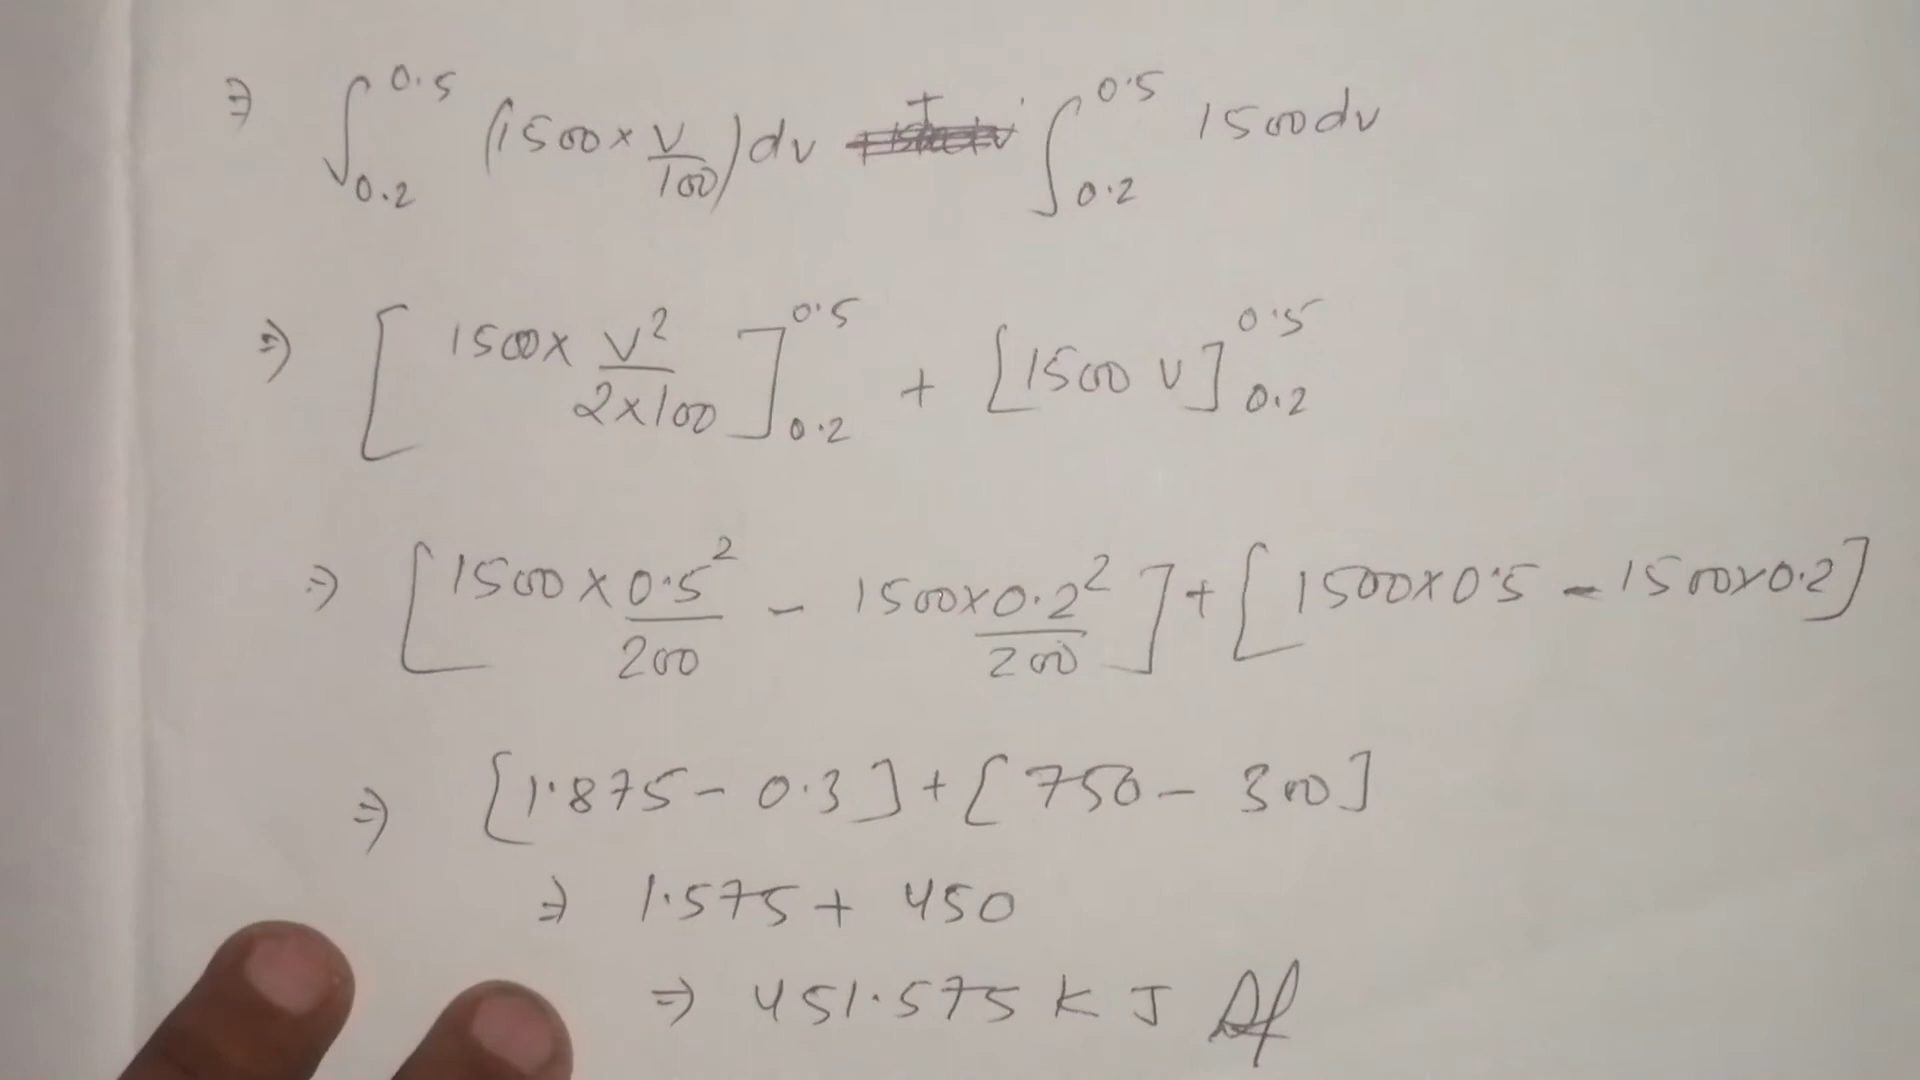 ⇒ ∫_{0.2}^{0.5} (1500 × V/100) dv + ∫_{0.2}^{0.5} 1500dv
⇒ [1500 × V²/2×100]_{0.2}^{0.5} + [1500 V]_{0.2}^{0.5}
⇒ [1500 × 0.5²/200 - 1500×0.2²/200] + [1500×0.5 - 1500×0.2]
⇒ [1.875 - 0.3] + [750 - 300]
⇒ 1.575 + 450
⇒ 451.575 KJ